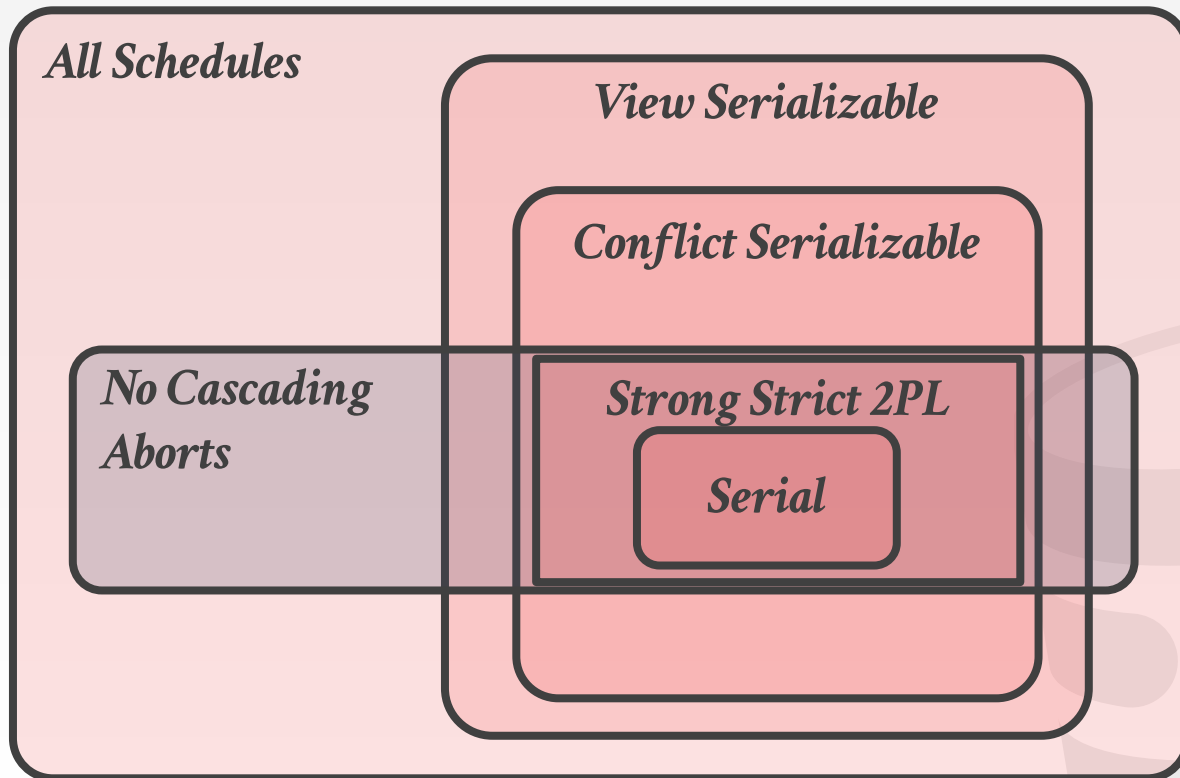 All Schedules
View Serializable
Conflict Serializable
No Cascading
Aborts
Strong Strict 2PL
Serial